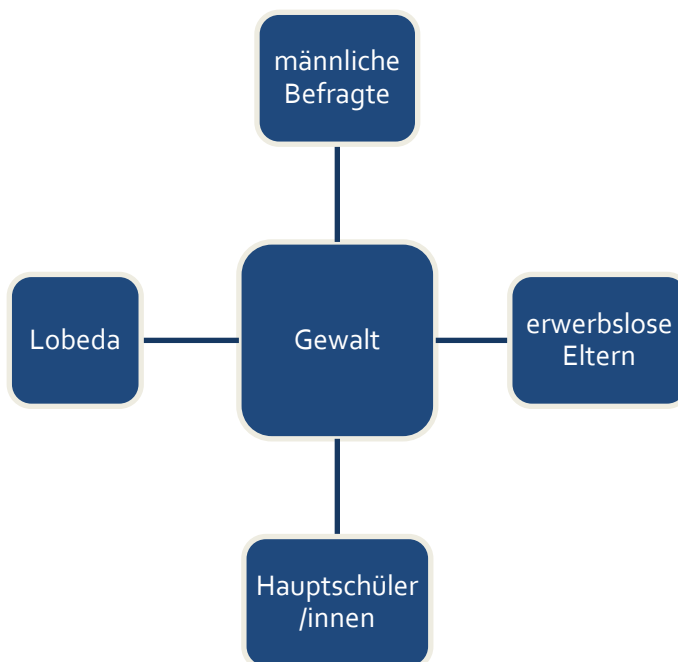 männliche
Befragte
Lobeda
Gewalt
erwerbslose
Eltern
Hauptschüler
/innen